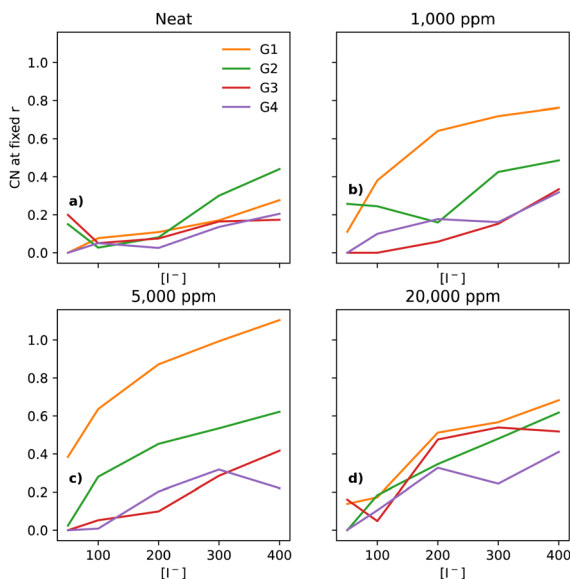 Neat
1,000 ppm
CN at fixed r
1.0
0.8
0.6
0.4
0.2
0.0
G1
G2
G3
G4
a)
b)
[I⁻]
[I⁻]
5,000 ppm
20,000 ppm
1.0
0.8
0.6
0.4
0.2
0.0
c)
d)
100 200 300 400
100 200 300 400
[I⁻]
[I⁻]